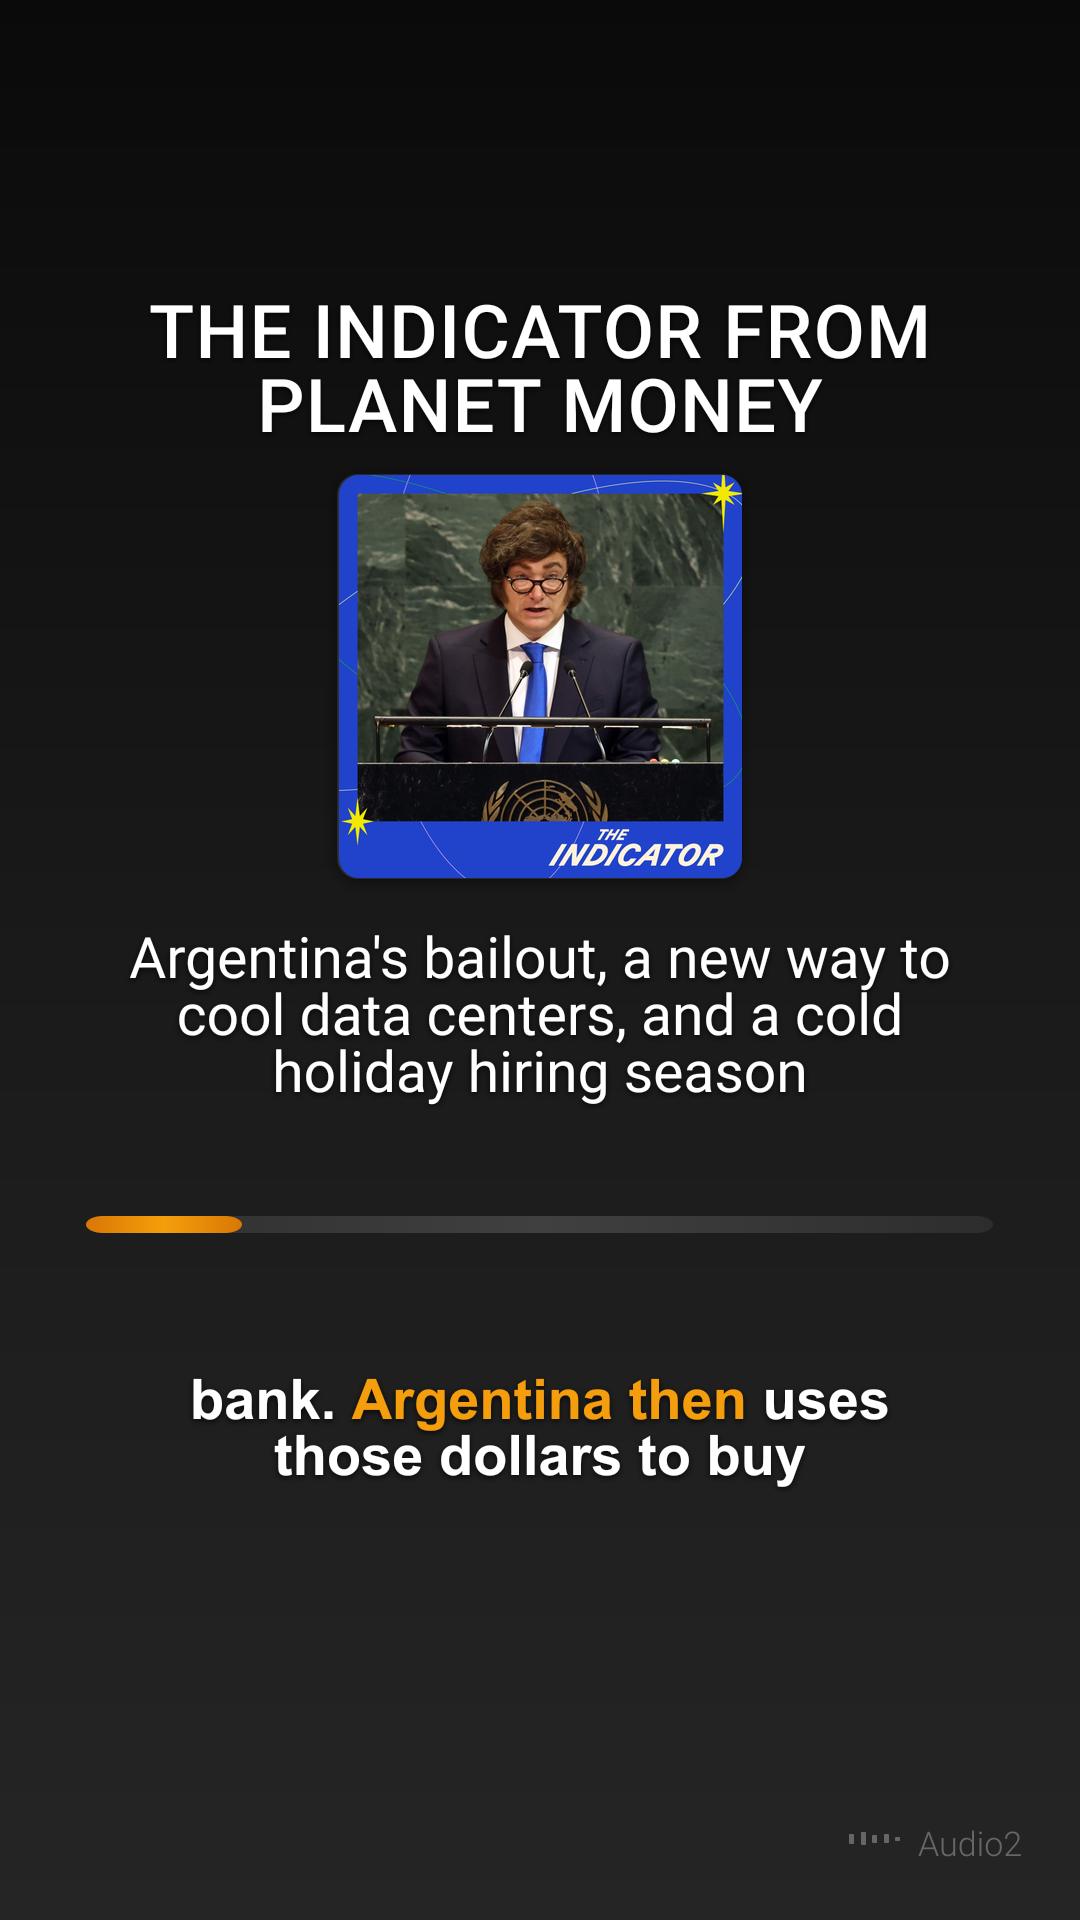 THE INDICATOR FROM
PLANET MONEY
THE
INDICATOR
Argentina's bailout, a new way to
cool data centers, and a cold
holiday hiring season
bank. Argentina then uses
those dollars to buy
Audio2